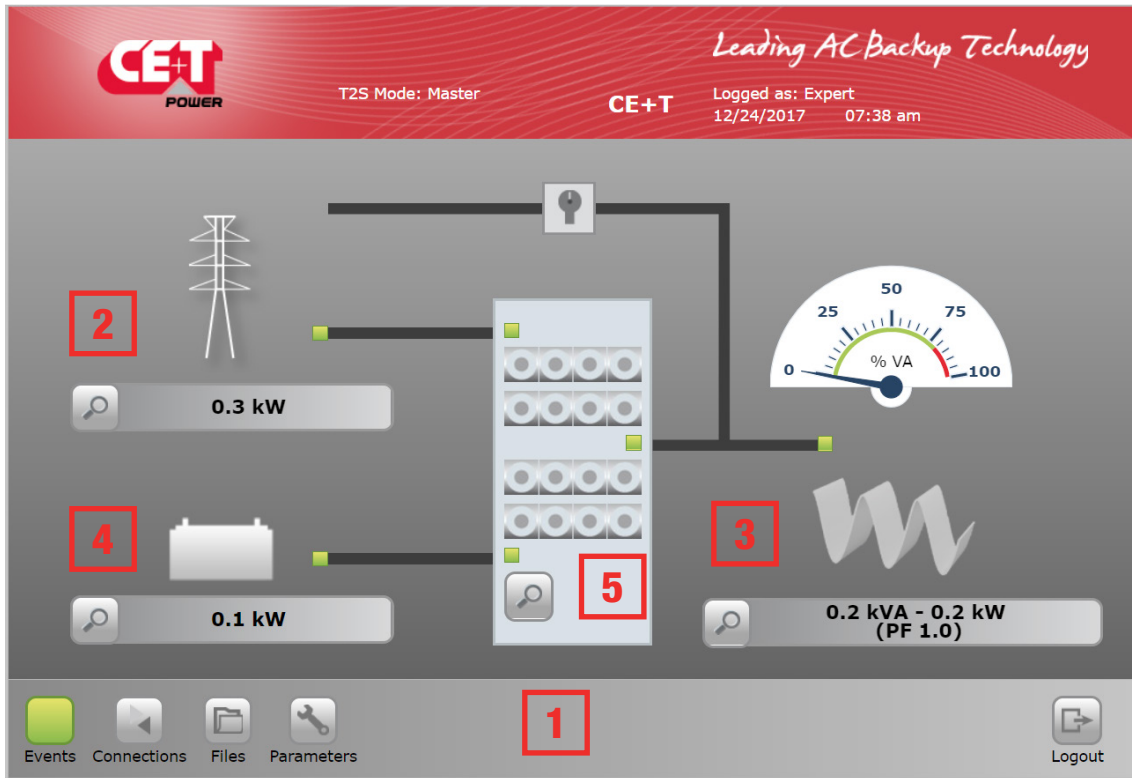 CE+T
POWER
Leading AC Backup Technology
T2S Mode: Master
CE+T
Logged as: Expert
12/24/2017 07:38 am
2
0.3 kW
0
25
50
75
100
% VA
4
0.1 kW
5
3
0.2 kVA - 0.2 kW
(PF 1.0)
1
Events Connections Files Parameters Logout